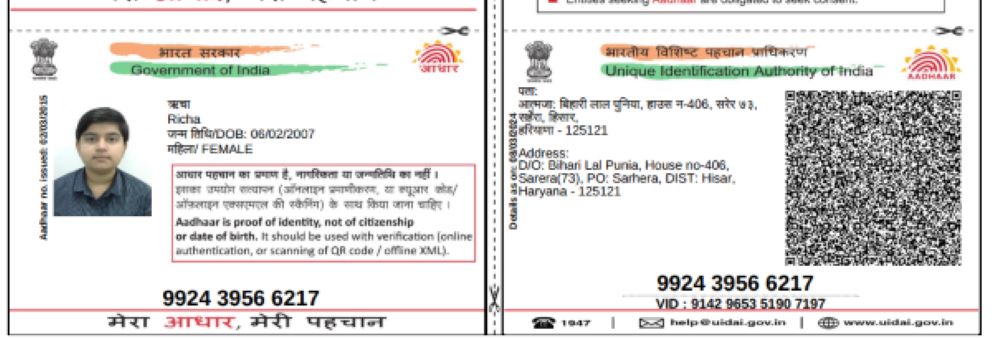 मेरा आधार, मेरी पहचान
Entities seeking Aadhaar are obligated to seek consent.
भारत सरकार
Government of India
आधार
Aadhaar no. issued: 02/03/2015
ऋचा
Richa
जन्म तिथि/DOB: 06/02/2007
महिला/ FEMALE
आधार पहचान का प्रमाण है, नागरिकता या जन्मतिथि का नहीं ।
इसका उपयोग सत्यापन (ऑनलाइन प्रमाणीकरण, या क्यूआर कोड/
ऑफ़लाइन एक्सएमएल की स्कैनिंग) के साथ किया जाना चाहिए ।
Aadhaar is proof of identity, not of citizenship
or date of birth. It should be used with verification (online
authentication, or scanning of QR code / offline XML).
9924 3956 6217
मेरा आधार, मेरी पहचान
भारतीय विशिष्ट पहचान प्राधिकरण
Unique Identification Authority of India
AADHAAR
Details as on: 08/03/2024
पता:
आत्मजा: बिहारी लाल पुनिया, हाउस न-406, सरेर ७३,
सहेरा, हिसार,
हरियाणा - 125121
Address:
D/O: Bihari Lal Punia, House no-406,
Sarera(73), PO: Sarhera, DIST: Hisar,
Haryana - 125121
9924 3956 6217
VID : 9142 9653 5190 7197
1947
help@uidai.gov.in
www.uidai.gov.in